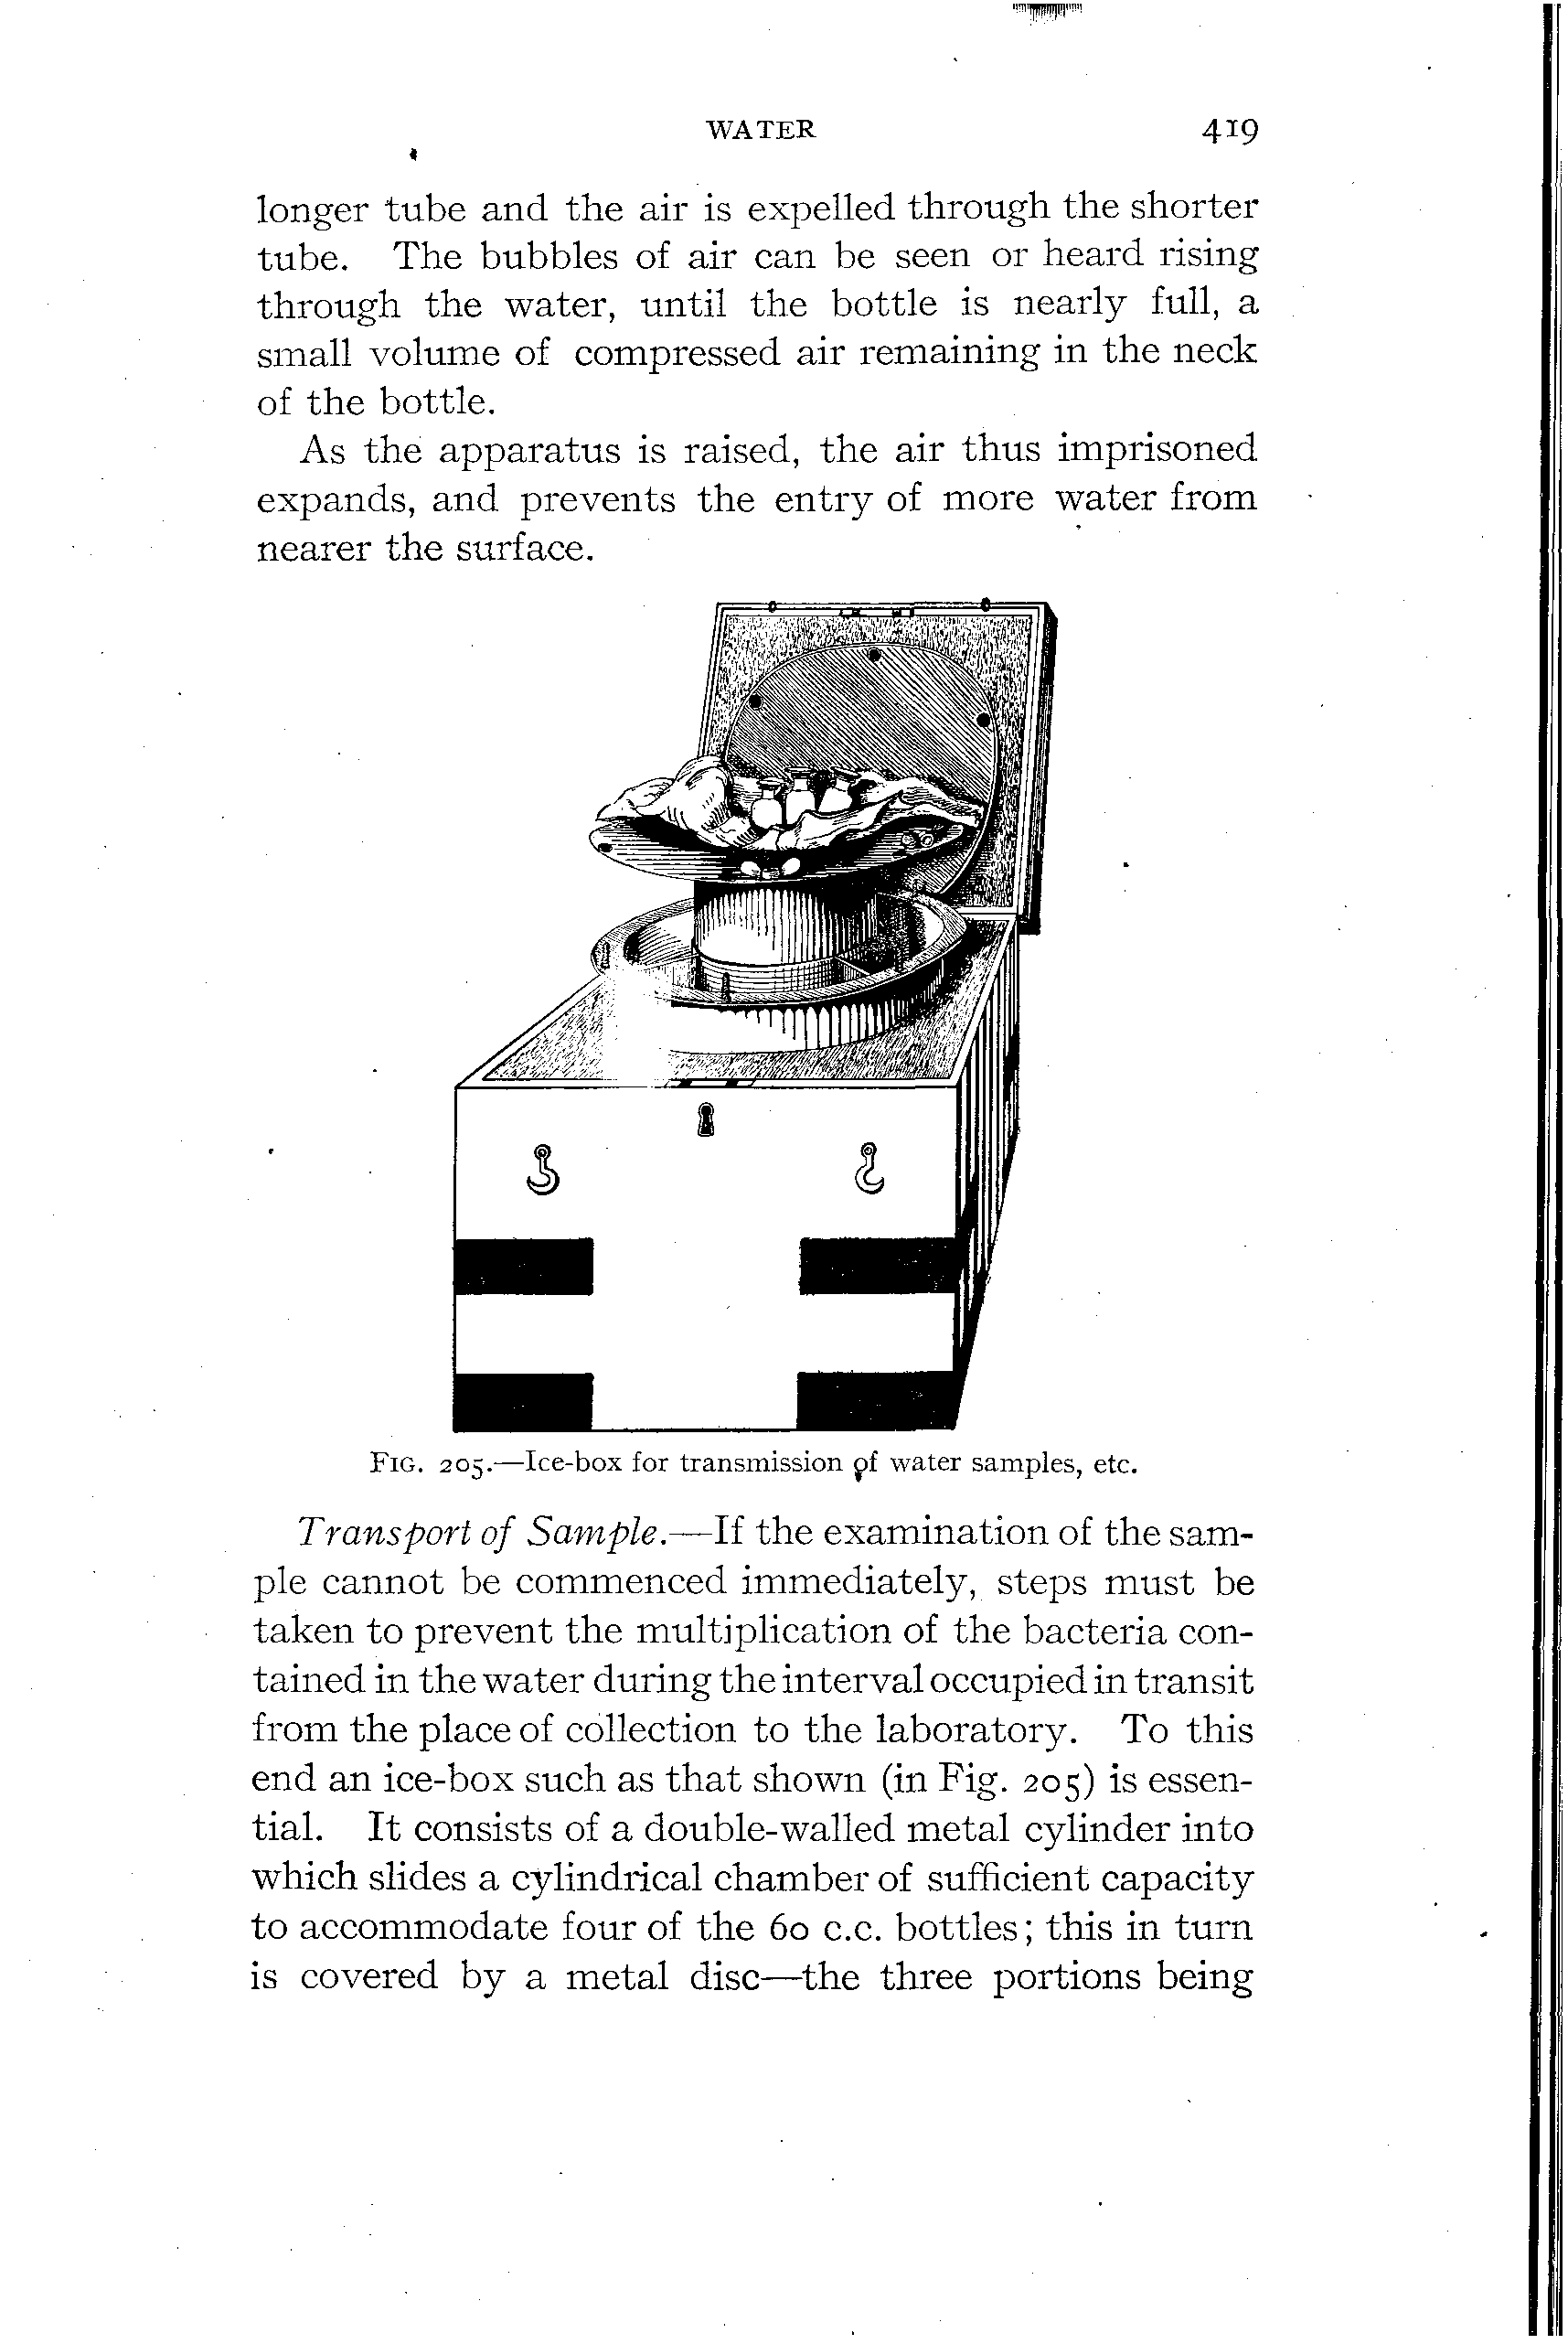 WATER 419
longer tube and the air is expelled through the shorter
tube. The bubbles of air can be seen or heard rising
through the water, until the bottle is nearly full, a
small volume of compressed air remaining in the neck
of the bottle.
As the apparatus is raised, the air thus imprisoned
expands, and prevents the entry of more water from
nearer the surface.
FIG. 205.—Ice-box for transmission of water samples, etc.
Transport of Sample.—If the examination of the sam-
ple cannot be commenced immediately, steps must be
taken to prevent the multiplication of the bacteria con-
tained in the water during the interval occupied in transit
from the place of collection to the laboratory. To this
end an ice-box such as that shown (in Fig. 205) is essen-
tial. It consists of a double-walled metal cylinder into
which slides a cylindrical chamber of sufficient capacity
to accommodate four of the 60 c.c. bottles; this in turn
is covered by a metal disc—the three portions being